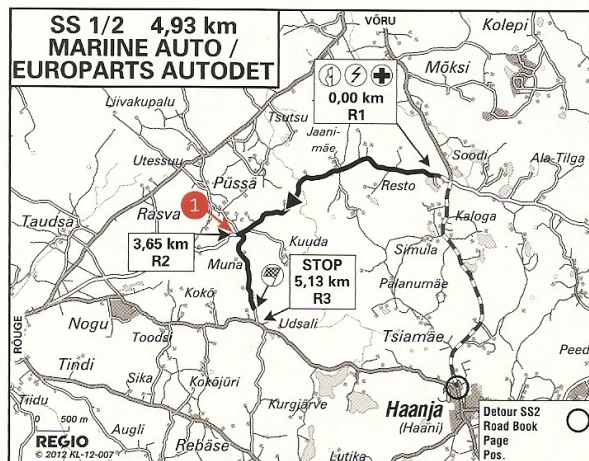 SS 1/2 4,93 km
MARIINE AUTO /
EUROPARTS AUTODET
VÕRU
Kolepi
Mõksi
0,00 km
R1
Liivakupalu
Tsutsu
Jaani-
mäe
Utessuu
Soodi
Ala-Tilga
Püssä
Resto
1
Rasva
Taudsa
Kaloga
3,65 km
R2
Kuuda
Simula
Muna
STOP
5,13 km
R3
Palanumäe
Kokõ
Nogu
Udsali
RÕUGE
Toodsi
Tsiamäe
Peed
Tindi
Sika
Kokõjüri
Tiidu
Kurgjärve
Haanja
(Haani)
Detour SS2
Road Book
Page
Pos.
0 500 m
Augli
Rebäse
REGIO
© 2012 KL-12-007
Lutika